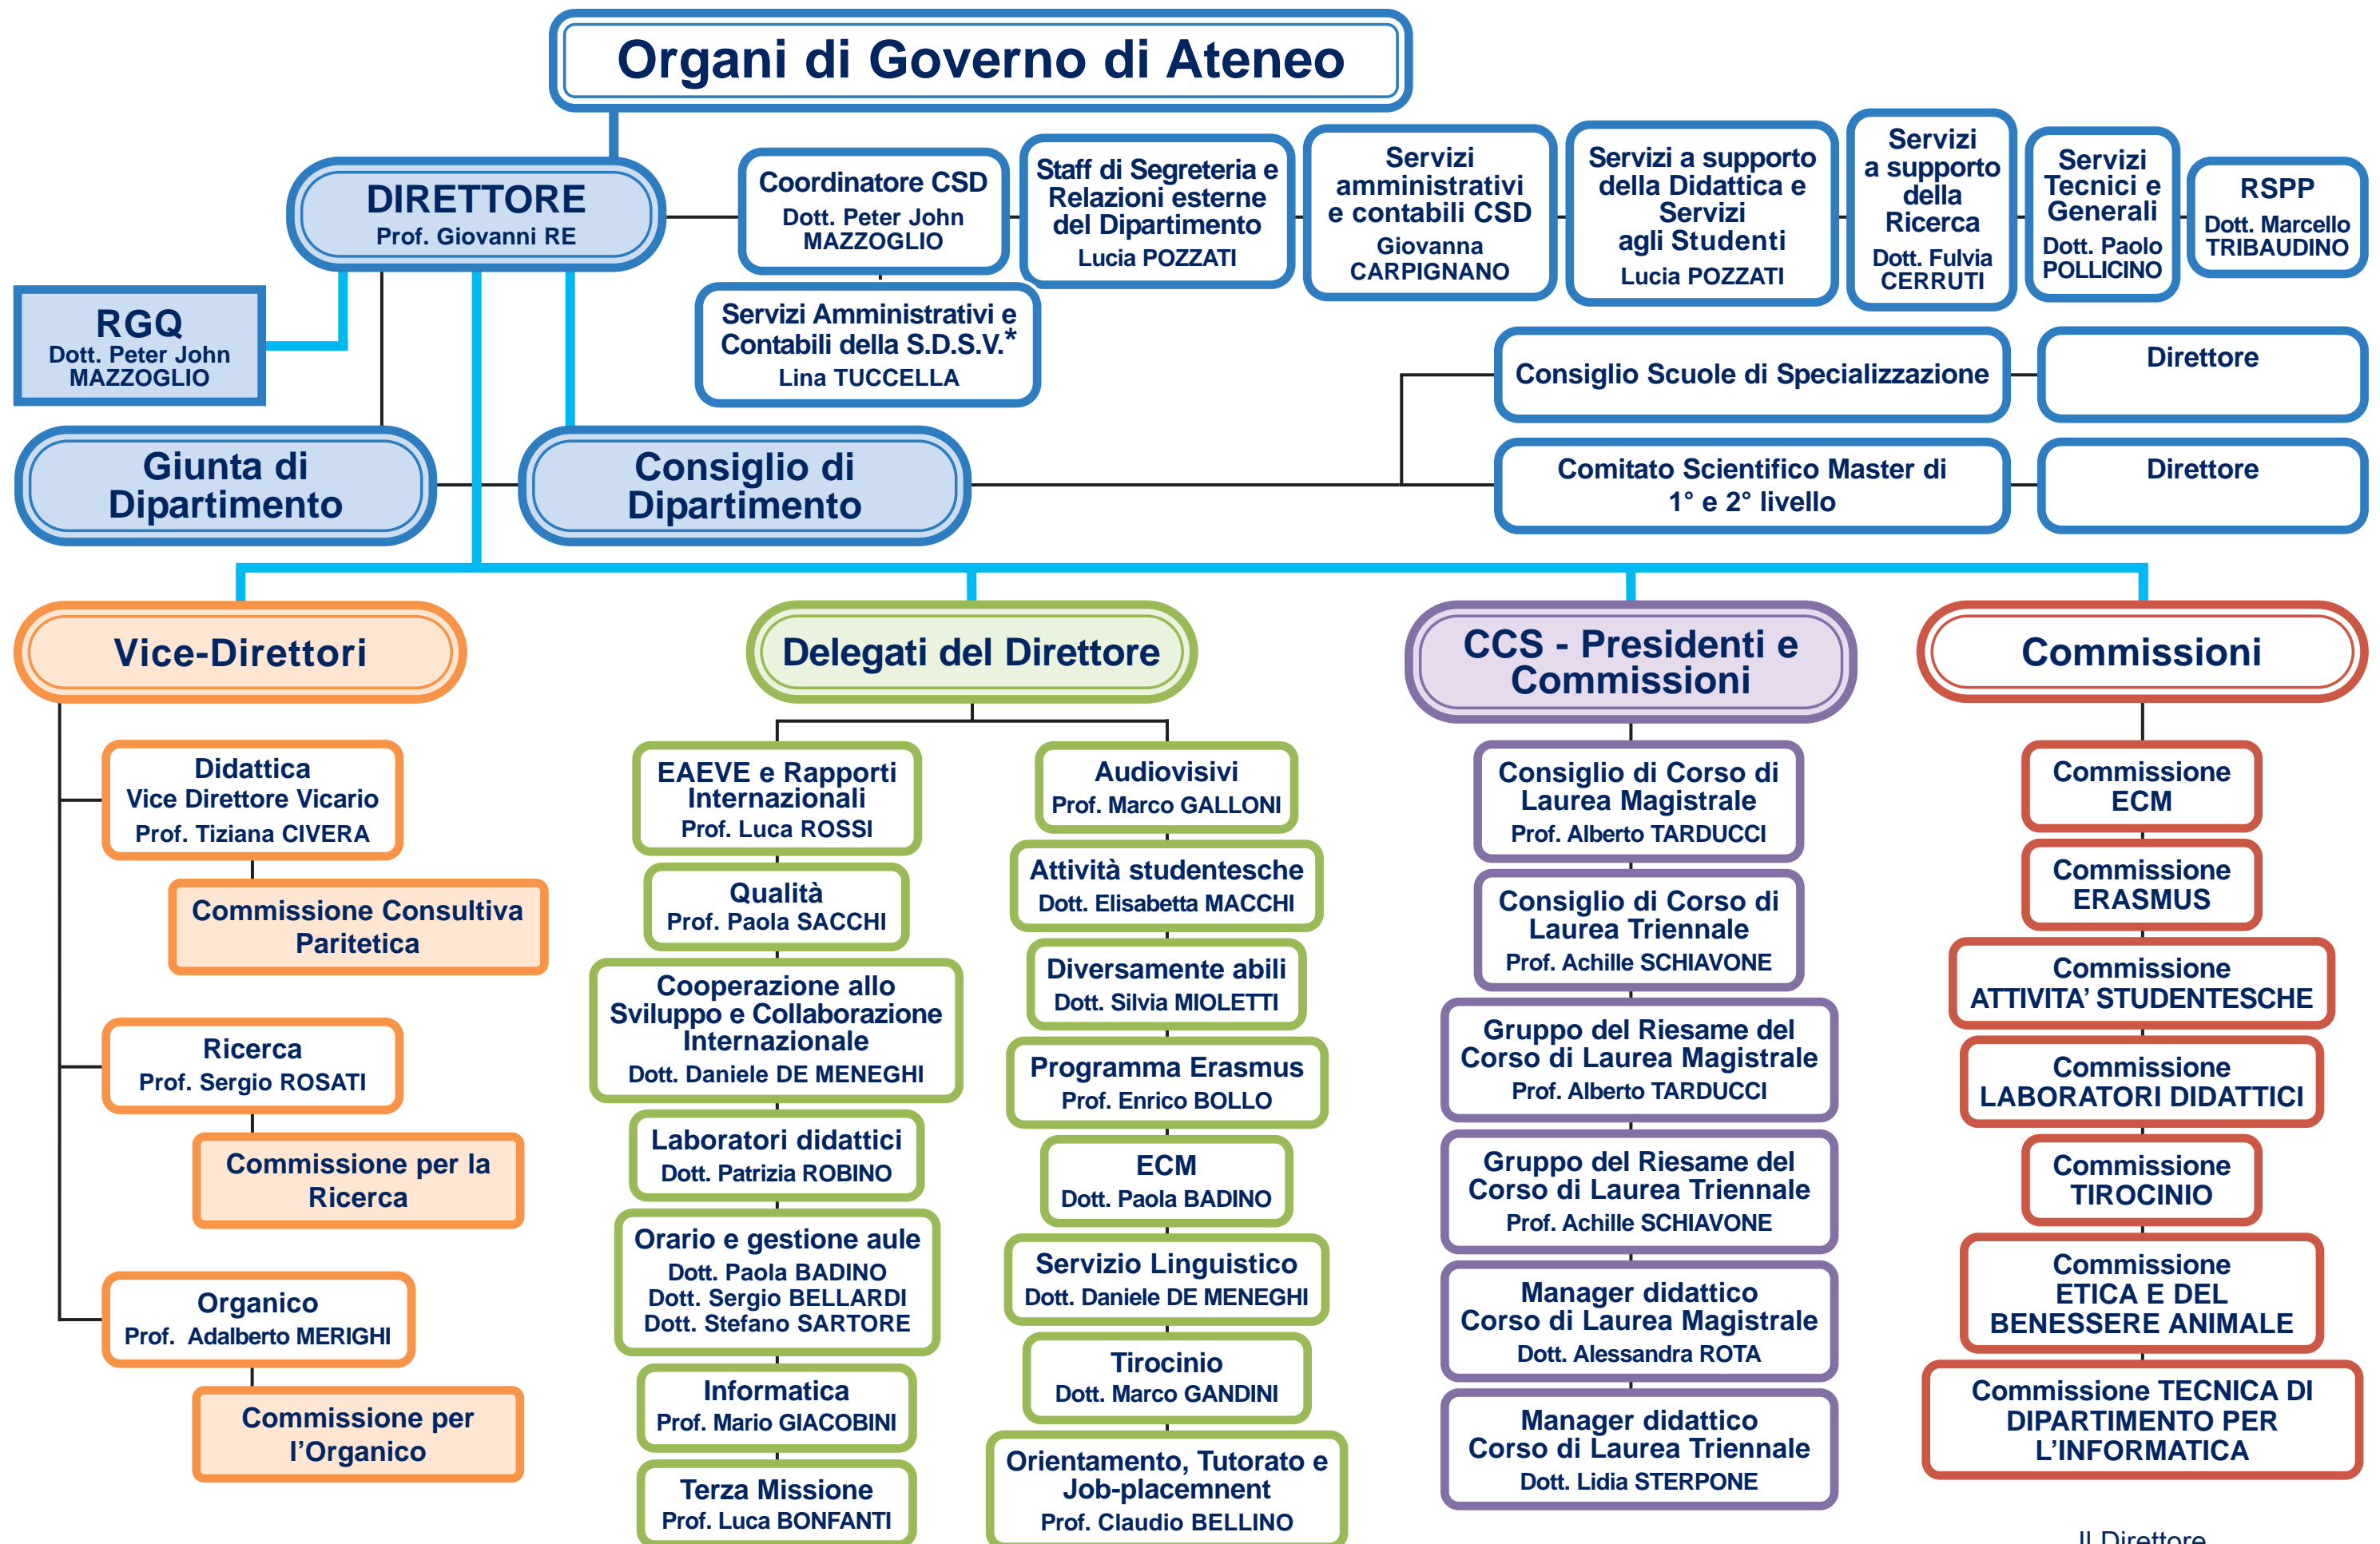 Organi di Governo di Ateneo
DIRETTORE
Prof. Giovanni RE
Coordinatore CSD
Dott. Peter John
MAZZOGLIO
Staff di Segreteria e
Relazioni esterne
del Dipartimento
Lucia POZZATI
Servizi
amministrativi
e contabili CSD
Giovanna
CARPIGNANO
Servizi a supporto
della Didattica e
Servizi
agli Studenti
Lucia POZZATI
Servizi
a supporto
della
Ricerca
Dott. Fulvia
CERRUTI
Servizi
Tecnici e
Generali
Dott. Paolo
POLLICINO
RSPP
Dott. Marcello
TRIBAUDINO
RGQ
Dott. Peter John
MAZZOGLIO
Servizi Amministrativi e
Contabili della S.D.S.V.*
Lina TUCCELLA
Consiglio Scuole di Specializzazione
Direttore
Giunta di
Dipartimento
Consiglio di
Dipartimento
Comitato Scientifico Master di
1° e 2° livello
Direttore
Vice-Direttori
Didattica
Vice Direttore Vicario
Prof. Tiziana CIVERA
Commissione Consultiva
Paritetica
Ricerca
Prof. Sergio ROSATI
Commissione per la
Ricerca
Organico
Prof. Adalberto MERIGHI
Commissione per
l’Organico
Delegati del Direttore
EAEVE e Rapporti
Internazionali
Prof. Luca ROSSI
Qualità
Prof. Paola SACCHI
Cooperazione allo
Sviluppo e Collaborazione
Internazionale
Dott. Daniele DE MENEGHI
Laboratori didattici
Dott. Patrizia ROBINO
Orario e gestione aule
Dott. Paola BADINO
Dott. Sergio BELLARDI
Dott. Stefano SARTORE
Informatica
Prof. Mario GIACOBINI
Terza Missione
Prof. Luca BONFANTI
Audiovisivi
Prof. Marco GALLONI
Attività studentesche
Dott. Elisabetta MACCHI
Diversamente abili
Dott. Silvia MIOLETTI
Programma Erasmus
Prof. Enrico BOLLO
ECM
Dott. Paola BADINO
Servizio Linguistico
Dott. Daniele DE MENEGHI
Tirocinio
Dott. Marco GANDINI
Orientamento, Tutorato e
Job-placemnent
Prof. Claudio BELLINO
CCS - Presidenti e
Commissioni
Consiglio di Corso di
Laurea Magistrale
Prof. Alberto TARDUCCI
Consiglio di Corso di
Laurea Triennale
Prof. Achille SCHIAVONE
Gruppo del Riesame del
Corso di Laurea Magistrale
Prof. Alberto TARDUCCI
Gruppo del Riesame del
Corso di Laurea Triennale
Prof. Achille SCHIAVONE
Manager didattico
Corso di Laurea Magistrale
Dott. Alessandra ROTA
Manager didattico
Corso di Laurea Triennale
Dott. Lidia STERPONE
Commissioni
Commissione
ECM
Commissione
ERASMUS
Commissione
ATTIVITA’ STUDENTESCHE
Commissione
LABORATORI DIDATTICI
Commissione
TIROCINIO
Commissione
ETICA E DEL
BENESSERE ANIMALE
Commissione TECNICA DI
DIPARTIMENTO PER
L’INFORMATICA
Il Direttore